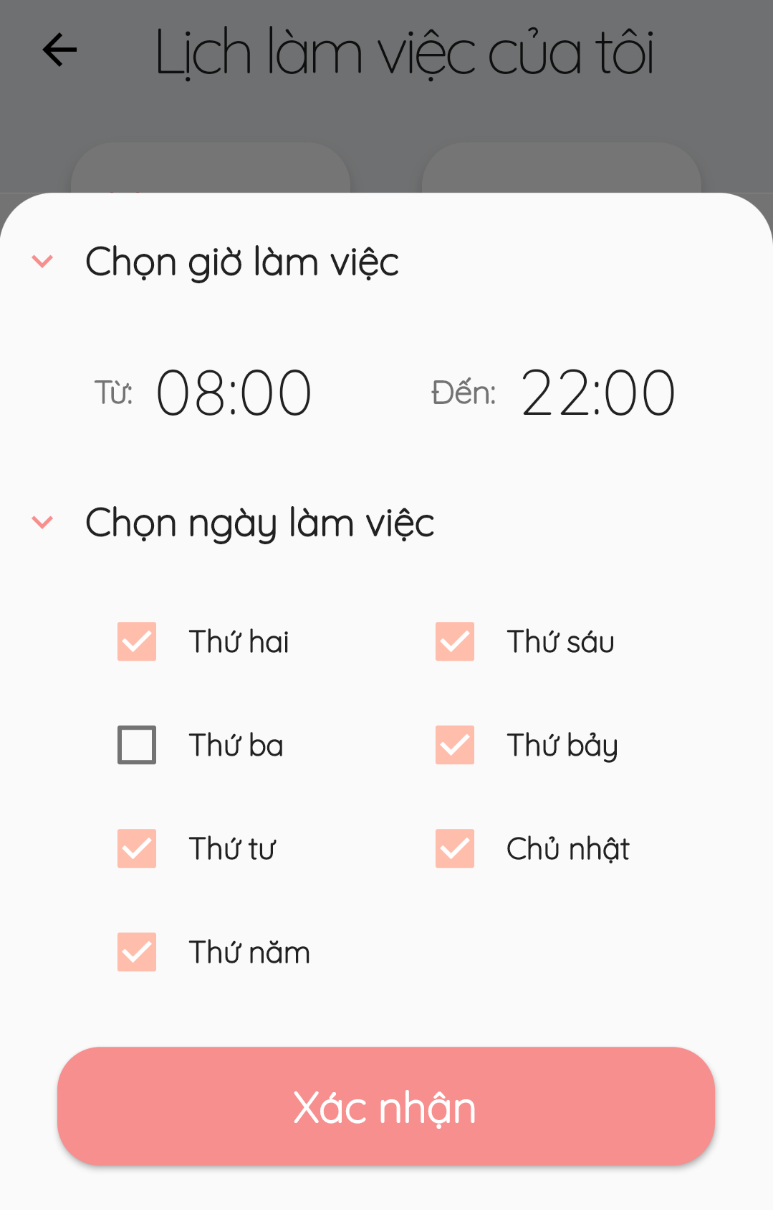 Lịch làm việc của tôi
Chọn giờ làm việc
Từ: 08:00 Đến: 22:00
Chọn ngày làm việc
Thứ hai Thứ sáu
Thứ ba Thứ bảy
Thứ tư Chủ nhật
Thứ năm
Xác nhận